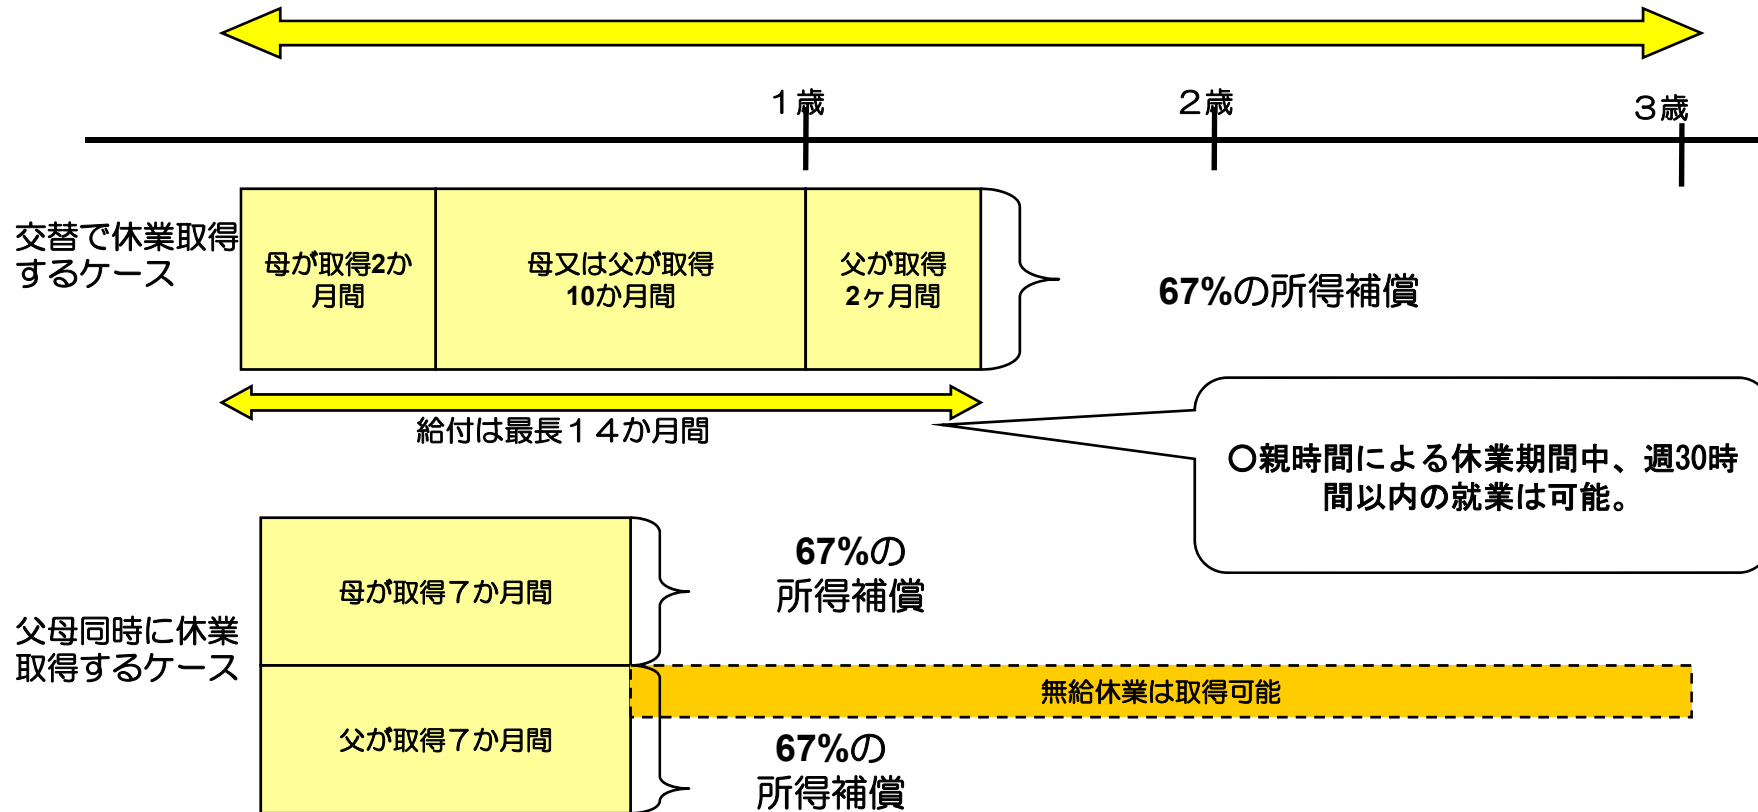 １歳
２歳
３歳
交替で休業取得
するケース
母が取得2か
月間
母又は父が取得
10か月間
父が取得
2ヶ月間
67%の所得補償
給付は最長１４か月間
〇親時間による休業期間中、週30時
間以内の就業は可能。
母が取得７か月間
67%の
所得補償
父母同時に休業
取得するケース
無給休業は取得可能
父が取得７か月間
67%の
所得補償